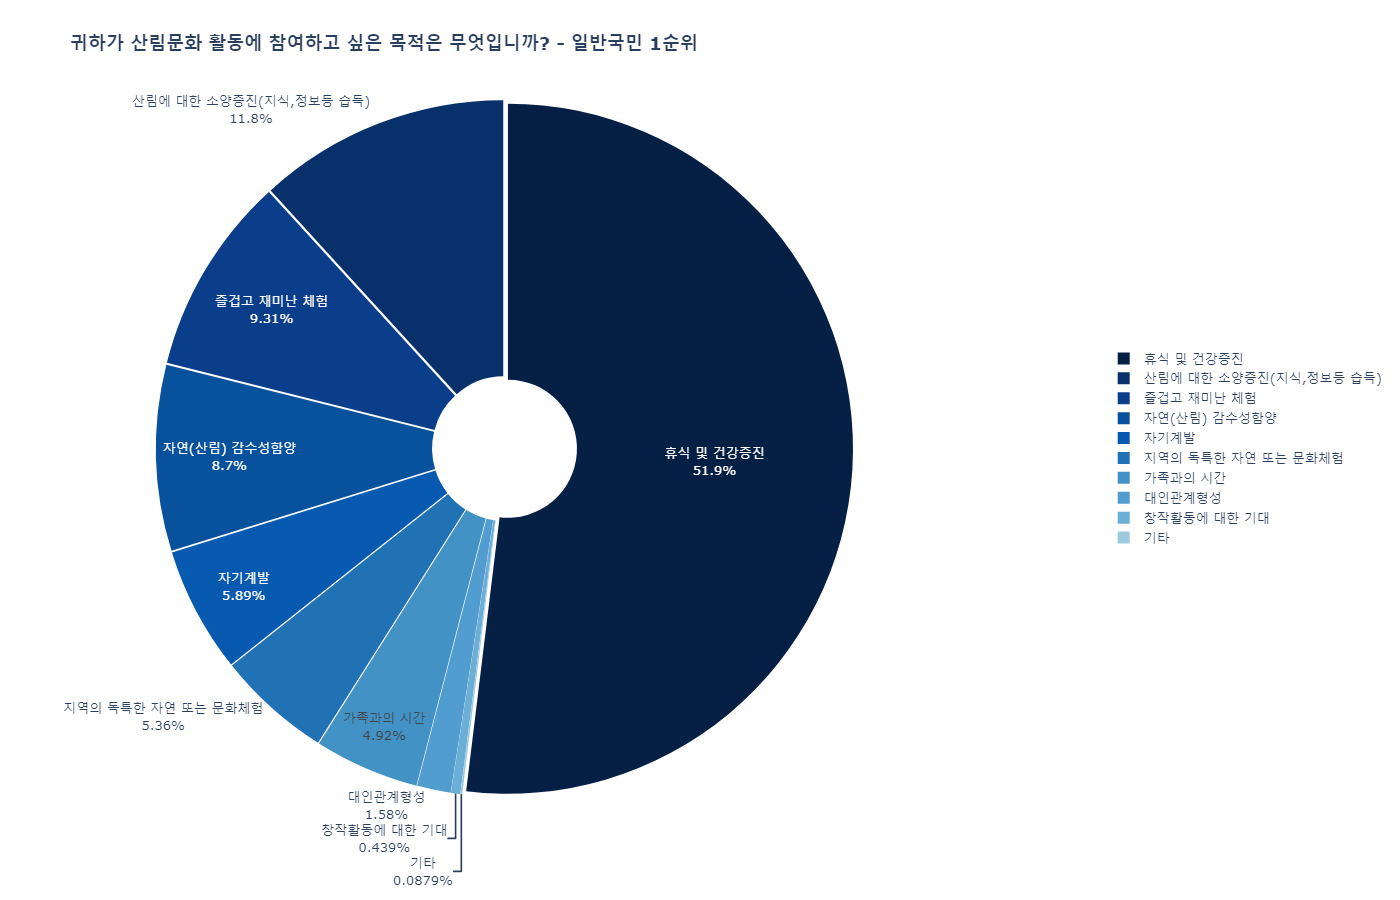 귀하가 산림문화 활동에 참여하고 싶은 목적은 무엇입니까? - 일반국민 1순위
산림에 대한 소양증진(지식,정보등 습득)
11.8%
즐겁고 재미난 체험
9.31%
자연(산림) 감수성함양
8.7%
휴식 및 건강증진
51.9%
자기계발
5.89%
지역의 독특한 자연 또는 문화체험
5.36%
가족과의 시간
4.92%
대인관계형성
1.58%
창작활동에 대한 기대
0.439%
기타
0.0879%
휴식 및 건강증진
산림에 대한 소양증진(지식,정보등 습득)
즐겁고 재미난 체험
자연(산림) 감수성함양
자기계발
지역의 독특한 자연 또는 문화체험
가족과의 시간
대인관계형성
창작활동에 대한 기대
기타